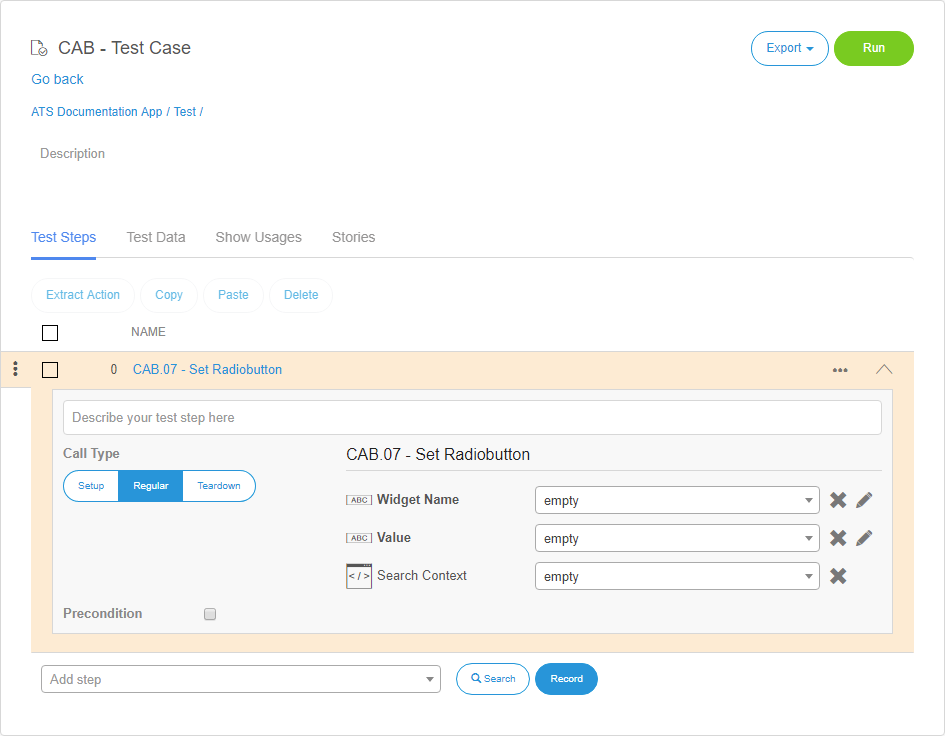 CAB - Test Case
Export
Run
Go back
ATS Documentation App / Test /
Description
Test Steps
Test Data
Show Usages
Stories
Extract Action
Copy
Paste
Delete
NAME
0 CAB.07 - Set Radiobutton
Describe your test step here
Call Type
Setup
Regular
Teardown
CAB.07 - Set Radiobutton
ABC Widget Name
empty
ABC Value
empty
</> Search Context
empty
Precondition
Add step
Search
Record